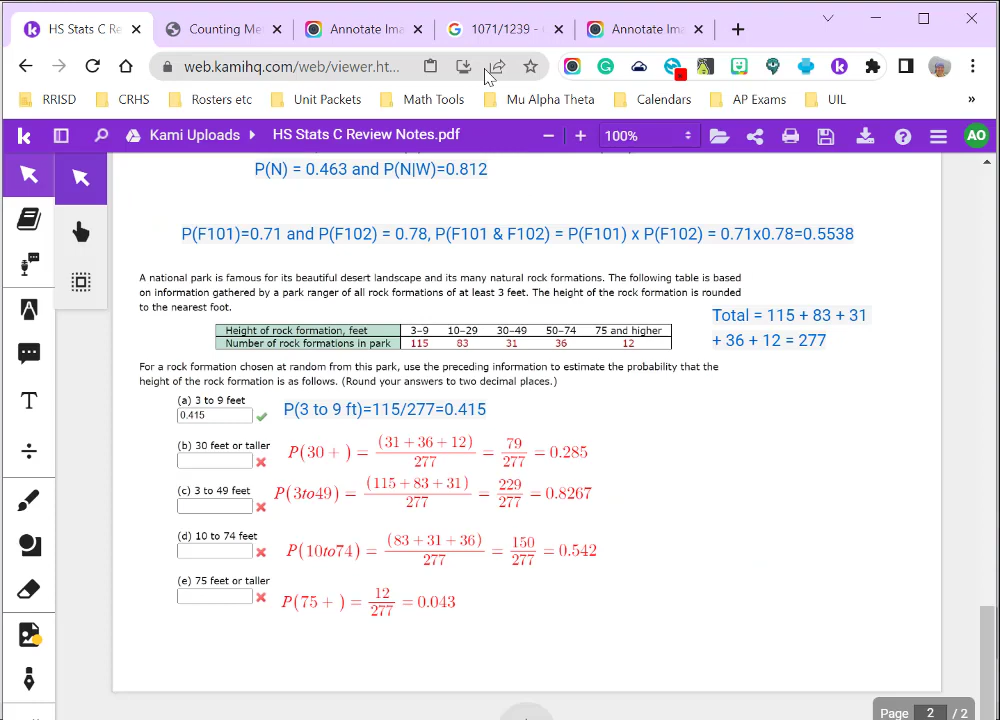 HS Stats C Re
Counting Me
Annotate Ima
1071/1239 -
Annotate Ima
web.kamihq.com/web/viewer.ht...
RRISD
CRHS
Rosters etc
Unit Packets
Math Tools
Mu Alpha Theta
Calendars
AP Exams
UIL
»
Kami Uploads
HS Stats C Review Notes.pdf
100%
AO
P(N) = 0.463 and P(N|W)=0.812
P(F101)=0.71 and P(F102) = 0.78, P(F101 & F102) = P(F101) x P(F102) = 0.71x0.78=0.5538
A national park is famous for its beautiful desert landscape and its many natural rock formations. The following table is based
on information gathered by a park ranger of all rock formations of at least 3 feet. The height of the rock formation is rounded
to the nearest foot.
Total = 115 + 83 + 31
+ 36 + 12 = 277
Height of rock formation, feet 3–9 10–29 30–49 50–74 75 and higher
Number of rock formations in park 115 83 31 36 12
For a rock formation chosen at random from this park, use the preceding information to estimate the probability that the
height of the rock formation is as follows. (Round your answers to two decimal places.)
(a) 3 to 9 feet
0.415
P(3 to 9 ft)=115/277=0.415
(b) 30 feet or taller
P(30 + ) = (31 + 36 + 12)/277 = 79/277 = 0.285
(c) 3 to 49 feet
P(3to49) = (115 + 83 + 31)/277 = 229/277 = 0.8267
(d) 10 to 74 feet
P(10to74) = (83 + 31 + 36)/277 = 150/277 = 0.542
(e) 75 feet or taller
P(75 + ) = 12/277 = 0.043
Page 2 / 2